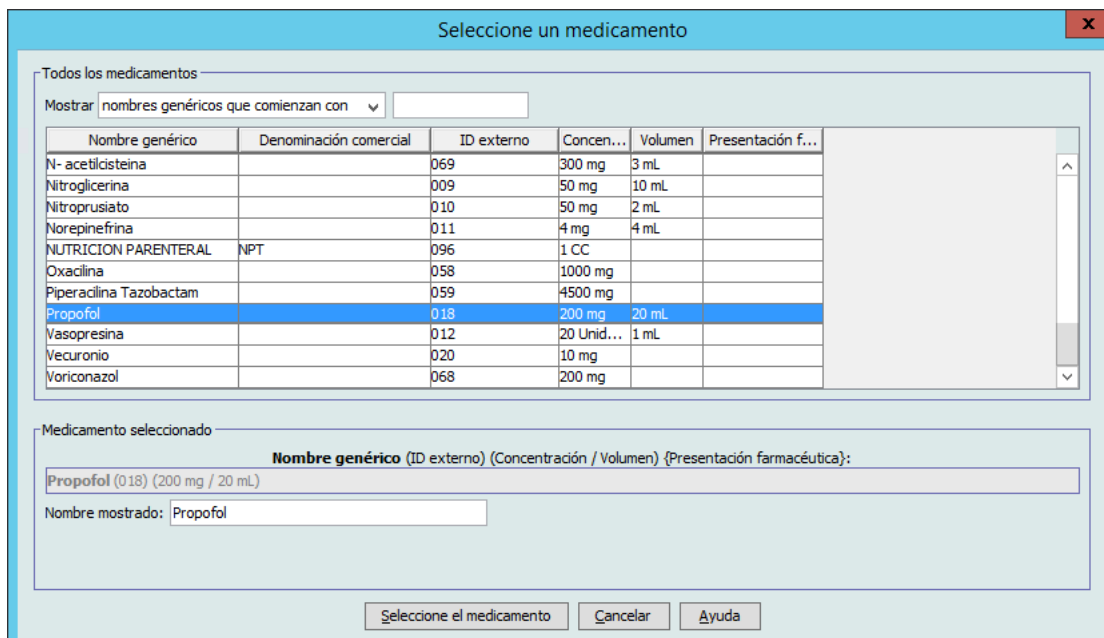 Seleccione un medicamento
x
Todos los medicamentos
Mostrar nombres genéricos que comienzan con
Nombre genérico Denominación comercial ID externo Concen... Volumen Presentación f...
N- acetilcisteina 069 300 mg 3 mL
Nitroglicerina 009 50 mg 10 mL
Nitroprusiato 010 50 mg 2 mL
Norepinefrina 011 4 mg 4 mL
NUTRICION PARENTERAL NPT 096 1 CC
Oxacilina 058 1000 mg
Piperacilina Tazobactam 059 4500 mg
Propofol 018 200 mg 20 mL
Vasopresina 012 20 Unid... 1 mL
Vecuronio 020 10 mg
Voriconazol 068 200 mg
Medicamento seleccionado
Nombre genérico (ID externo) (Concentración / Volumen) {Presentación farmacéutica}:
Propofol (018) (200 mg / 20 mL)
Nombre mostrado: Propofol
Seleccione el medicamento Cancelar Ayuda